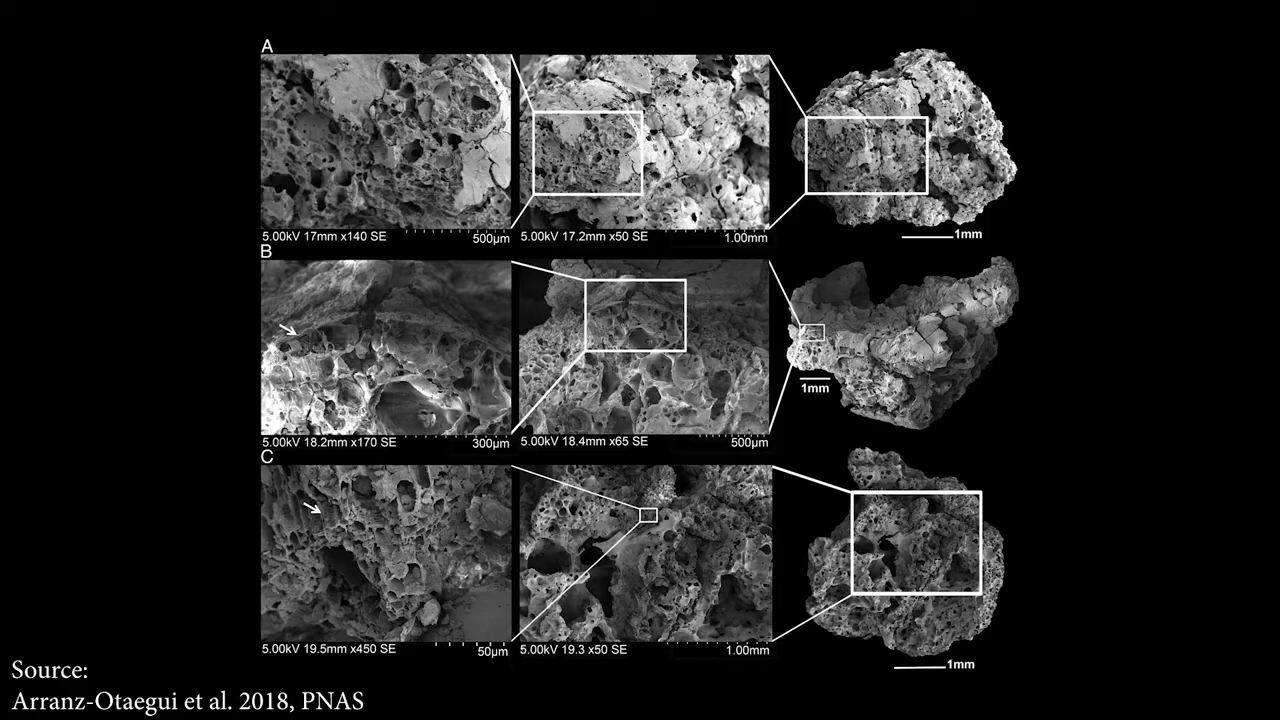 A
5.00kV 17mm x140 SE 500µm
5.00kV 17.2mm x50 SE 1.00mm
1mm
B
5.00kV 18.2mm x170 SE 300µm
5.00kV 18.4mm x65 SE 500µm
1mm
C
5.00kV 19.5mm x450 SE 50µm
5.00kV 19.3 x50 SE 1.00mm
1mm
Source:
Arranz-Otaegui et al. 2018, PNAS